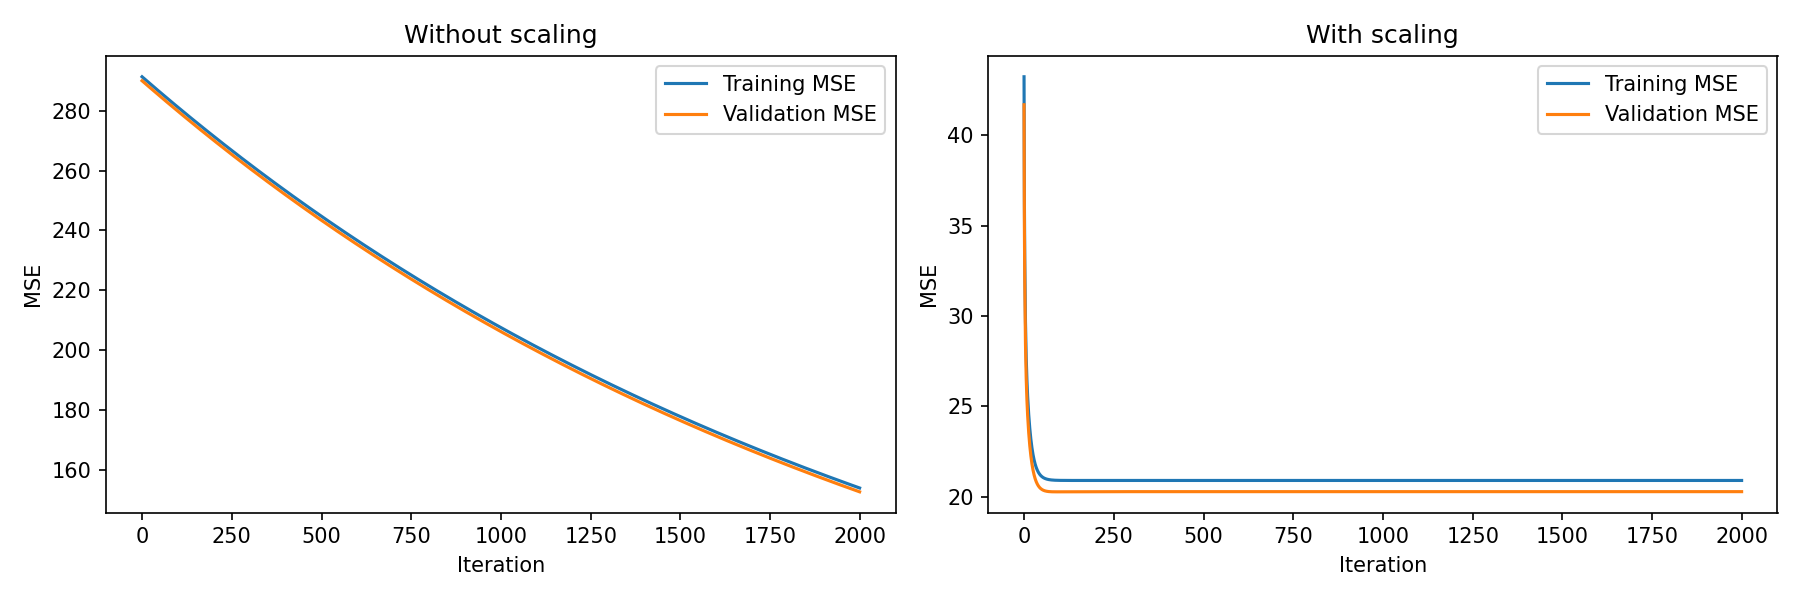 Without scaling
Training MSE
Validation MSE
280
260
240
220
200
180
160
MSE
0 250 500 750 1000 1250 1500 1750 2000
Iteration
With scaling
Training MSE
Validation MSE
40
35
30
25
20
MSE
0 250 500 750 1000 1250 1500 1750 2000
Iteration